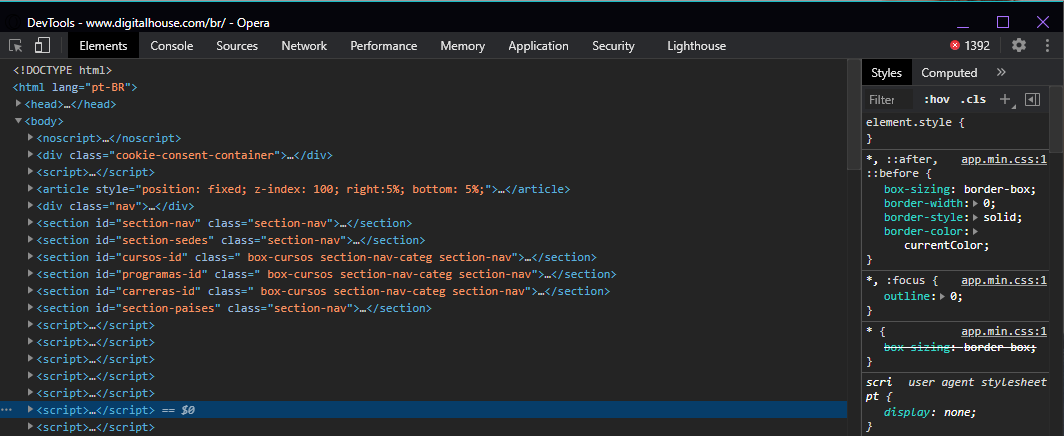 DevTools - www.digitalhouse.com/br/ - Opera
Elements Console Sources Network Performance Memory Application Security Lighthouse 1392
<!DOCTYPE html>
<html lang="pt-BR">
<head>…</head>
<body>
<noscript>…</noscript>
<div class="cookie-consent-container">…</div>
<script>…</script>
<article style="position: fixed; z-index: 100; right:5%; bottom: 5%;">…</article>
<div class="nav">…</div>
<section id="section-nav" class="section-nav">…</section>
<section id="section-sedes" class="section-nav">…</section>
<section id="cursos-id" class=" box-cursos section-nav-categ section-nav">…</section>
<section id="programas-id" class=" box-cursos section-nav-categ section-nav">…</section>
<section id="carreras-id" class=" box-cursos section-nav-categ section-nav">…</section>
<section id="section-paises" class="section-nav">…</section>
<script>…</script>
<script>…</script>
<script>…</script>
<script>…</script>
<script>…</script>
<script>…</script> == $0
<script>…</script>
Styles Computed »
Filter :hov .cls +
element.style {
}
*, ::after, app.min.css:1
::before {
box-sizing: border-box;
border-width: 0;
border-style: solid;
border-color:
currentColor;
}
*, :focus { app.min.css:1
outline: 0;
}
* { app.min.css:1
box-sizing: border-box;
}
scri user agent stylesheet
pt {
display: none;
}